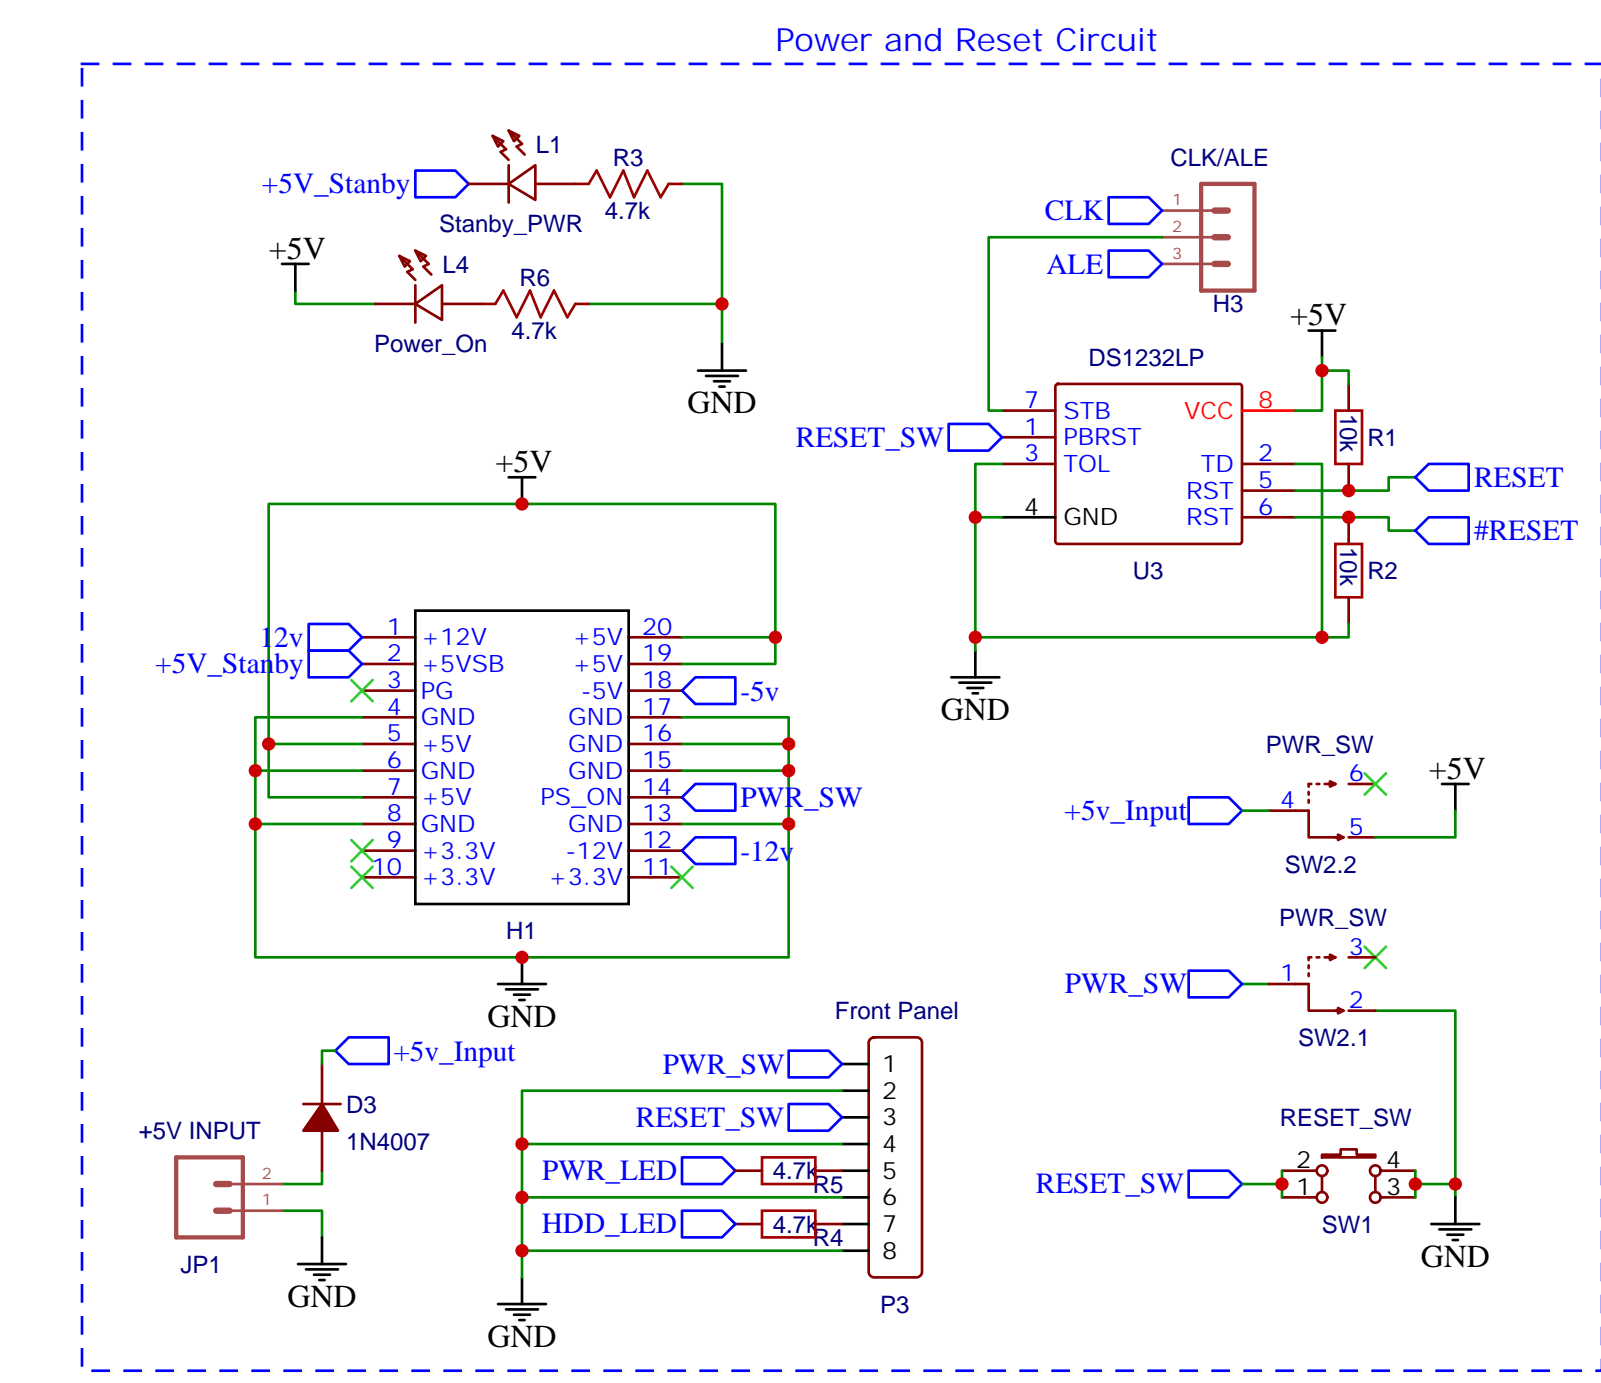 Power and Reset Circuit
L1
R3
+5V_Stanby
4.7k
Stanby_PWR
+5V
L4
R6
4.7k
Power_On
GND
CLK/ALE
CLK
1
2
ALE
3
H3
+5V
DS1232LP
7
STB
VCC
8
RESET_SW
1
PBRST
10k
R1
3
TOL
TD
2
RST
5
RESET
4
GND
RST
6
#RESET
U3
10k
R2
GND
+5V
12v
1
+12V
+5V
20
+5V_Stanby
2
+5VSB
+5V
19
3
PG
-5V
18
-5v
4
GND
GND
17
5
+5V
GND
16
6
GND
GND
15
7
+5V
PS_ON
14
PWR_SW
8
GND
GND
13
9
+3.3V
-12V
12
-12v
10
+3.3V
+3.3V
11
H1
GND
PWR_SW
6
+5V
+5v_Input
4
5
SW2.2
PWR_SW
3
PWR_SW
1
2
SW2.1
+5v_Input
D3
1N4007
+5V INPUT
2
1
JP1
GND
Front Panel
PWR_SW
1
2
RESET_SW
3
4
PWR_LED
4.7k
R5
5
6
HDD_LED
4.7k
R4
7
8
P3
GND
RESET_SW
RESET_SW
2
4
1
3
SW1
GND